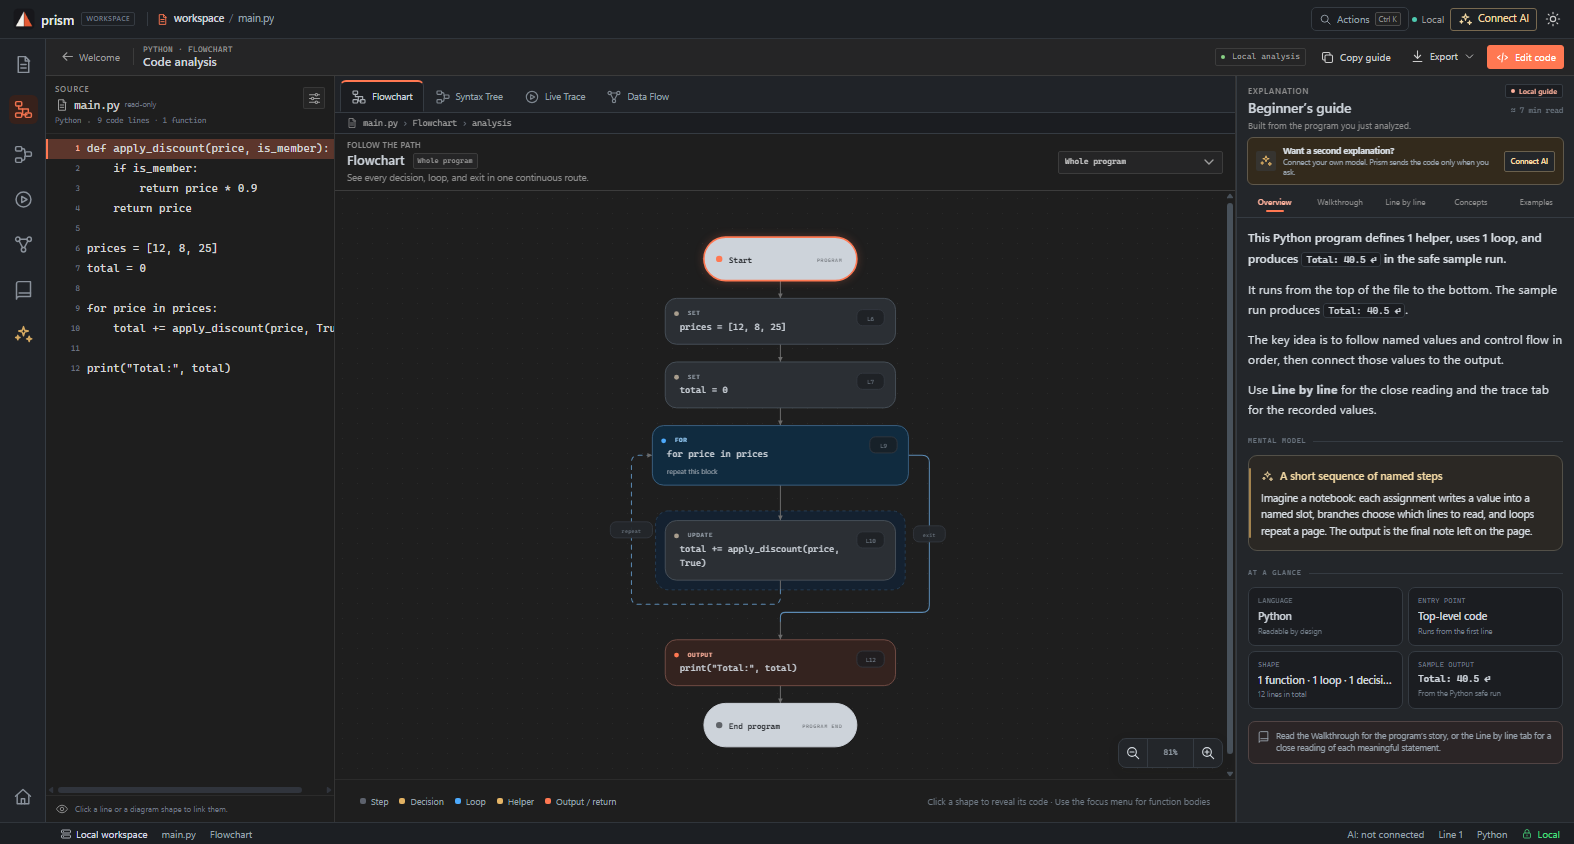 prism WORKSPACE workspace / main.py Actions Ctrl K Local Connect AI
Welcome PYTHON · FLOWCHART
Code analysis
Local analysis Copy guide Export Edit code
SOURCE
main.py read-only
Python . 9 code lines · 1 function
1 def apply_discount(price, is_member):
2 if is_member:
3 return price * 0.9
4 return price
5
6 prices = [12, 8, 25]
7 total = 0
8
9 for price in prices:
10 total += apply_discount(price, Tru
11
12 print("Total:", total)
Click a line or a diagram shape to link them.
Flowchart Syntax Tree Live Trace Data Flow
main.py › Flowchart › analysis
FOLLOW THE PATH
Flowchart Whole program
See every decision, loop, and exit in one continuous route.
Whole program
Start PROGRAM
SET L6
prices = [12, 8, 25]
SET L7
total = 0
FOR L9
for price in prices
repeat this block
repeat
exit
UPDATE L10
total += apply_discount(price,
True)
OUTPUT L12
print("Total:", total)
End program PROGRAM END
81%
Step Decision Loop Helper Output / return
Click a shape to reveal its code · Use the focus menu for function bodies
EXPLANATION
Local guide
Beginner's guide
7 min read
Built from the program you just analyzed.
Want a second explanation?
Connect your own model. Prism sends the code only when you
ask.
Connect AI
Overview Walkthrough Line by line Concepts Examples
This Python program defines 1 helper, uses 1 loop, and
produces Total: 40.5 ↵ in the safe sample run.
It runs from the top of the file to the bottom. The sample
run produces Total: 40.5 ↵.
The key idea is to follow named values and control flow in
order, then connect those values to the output.
Use Line by line for the close reading and the trace tab
for the recorded values.
MENTAL MODEL
A short sequence of named steps
Imagine a notebook: each assignment writes a value into a
named slot, branches choose which lines to read, and loops
repeat a page. The output is the final note left on the page.
AT A GLANCE
LANGUAGE
Python
Readable by design
ENTRY POINT
Top-level code
Runs from the first line
SHAPE
1 function · 1 loop · 1 decisi...
12 lines in total
SAMPLE OUTPUT
Total: 40.5 ↵
From the Python safe run
Read the Walkthrough for the program's story, or the Line by line tab for a
close reading of each meaningful statement.
Local workspace main.py Flowchart
AI: not connected Line 1 Python Local